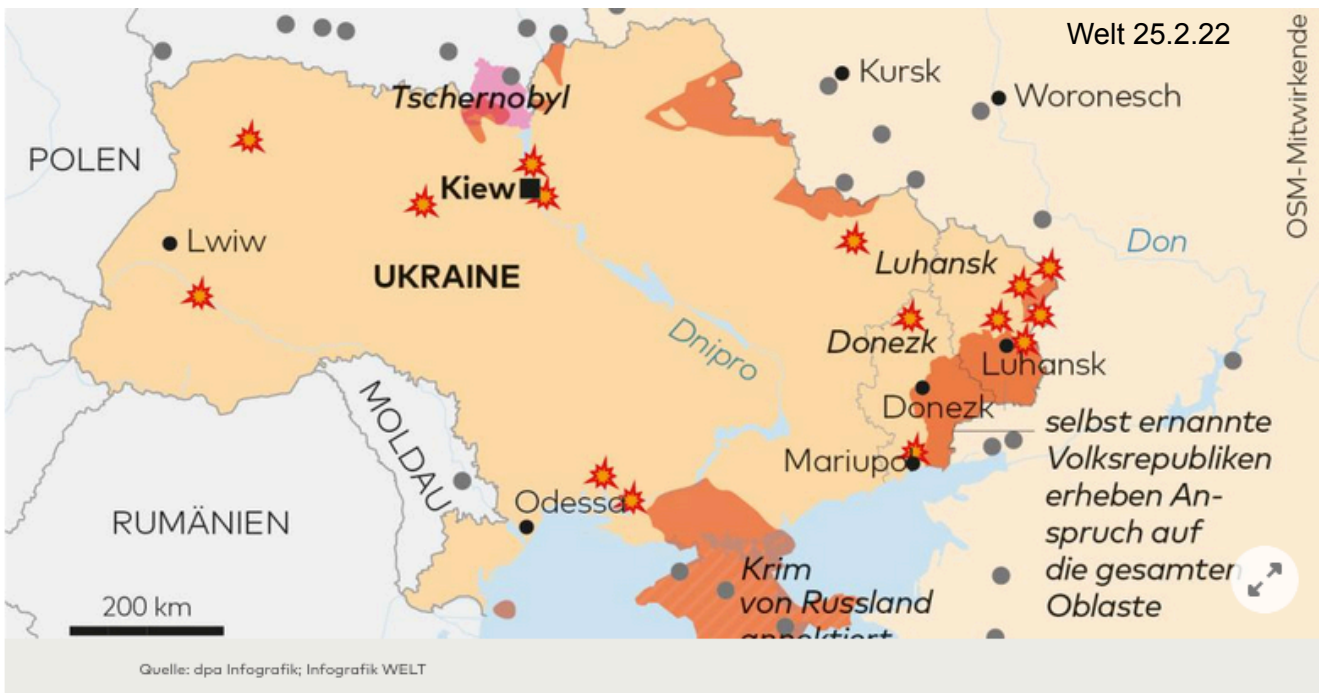 Welt 25.2.22
OSM-Mitwirkende
Kursk
Woronesch
Tschernobyl
POLEN
Kiew
Lwiw
UKRAINE
Luhansk
Don
Dnipro
Donezk
Luhansk
Donezk
MOLDAU
Mariupo
selbst ernannte
Volksrepubliken
erheben An-
spruch auf
die gesamten
Oblaste
Odessa
RUMÄNIEN
Krim
von Russland
annektiert
200 km
Quelle: dpa Infografik; Infografik WELT